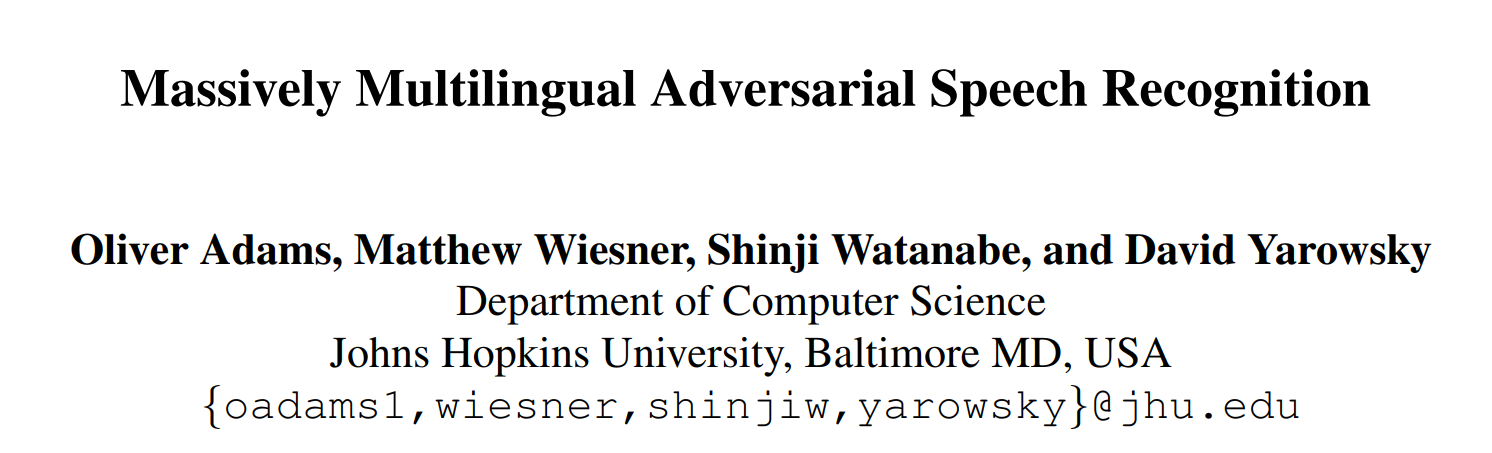 Massively Multilingual Adversarial Speech Recognition
Oliver Adams, Matthew Wiesner, Shinji Watanabe, and David Yarowsky
Department of Computer Science
Johns Hopkins University, Baltimore MD, USA
{oadams1,wiesner,shinjiw,yarowsky}@jhu.edu